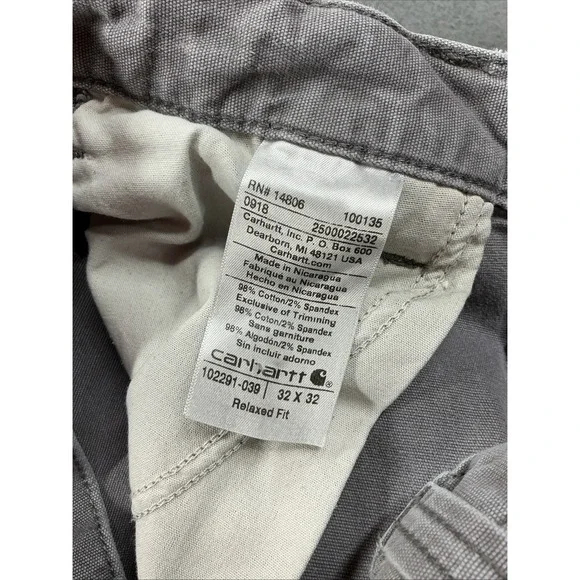 RN# 14806 100135
0918 2500022532
Carhartt, Inc. P. O. Box 600
Dearborn, MI 48121 USA
Carhartt.com
Made in Nicaragua
Fabriqué au Nicaragua
Hecho en Nicaragua
98% Cotton/2% Spandex
Exclusive of Trimining
98% Coton/2% Spandex
Sans garniture
98% Algodón/2% Spandex
Sin incluir adorno
carhartt®
102291-039 32 X 32
Relaxed Fit